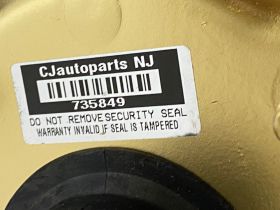 CJautoparts NJ
735849
DO NOT REMOVE SECURITY SEAL
WARRANTY INVALID IF SEAL IS TAMPERED